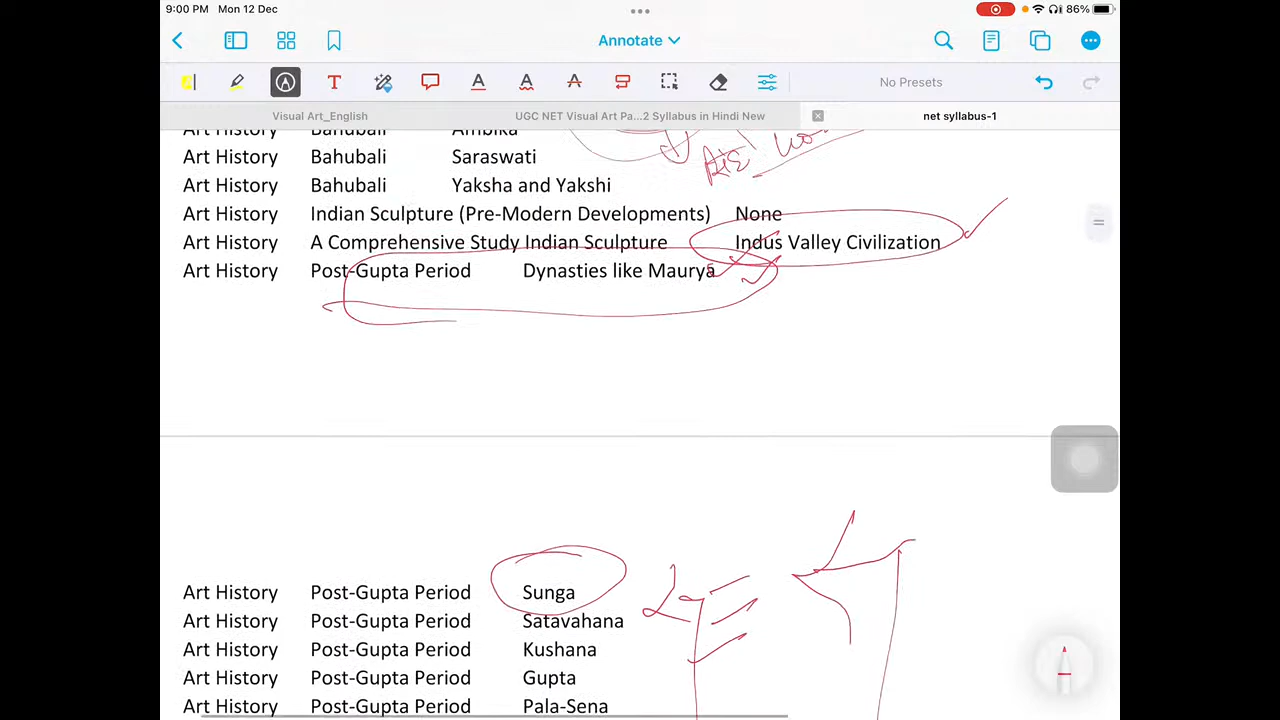 9:00 PM Mon 12 Dec
86%
Annotate
No Presets
Visual Art_English
UGC NET Visual Art Pa...2 Syllabus in Hindi New
net syllabus-1
Art History Bahubali Ambika
Art History Bahubali Saraswati
Art History Bahubali Yaksha and Yakshi
Art History Indian Sculpture (Pre-Modern Developments) None
A Comprehensive Study Indian Sculpture Indus Valley Civilization
Art History Post-Gupta Period Dynasties like Maurya
Art History Post-Gupta Period Sunga
Art History Post-Gupta Period Satavahana
Art History Post-Gupta Period Kushana
Art History Post-Gupta Period Gupta
Art History Post-Gupta Period Pala-Sena